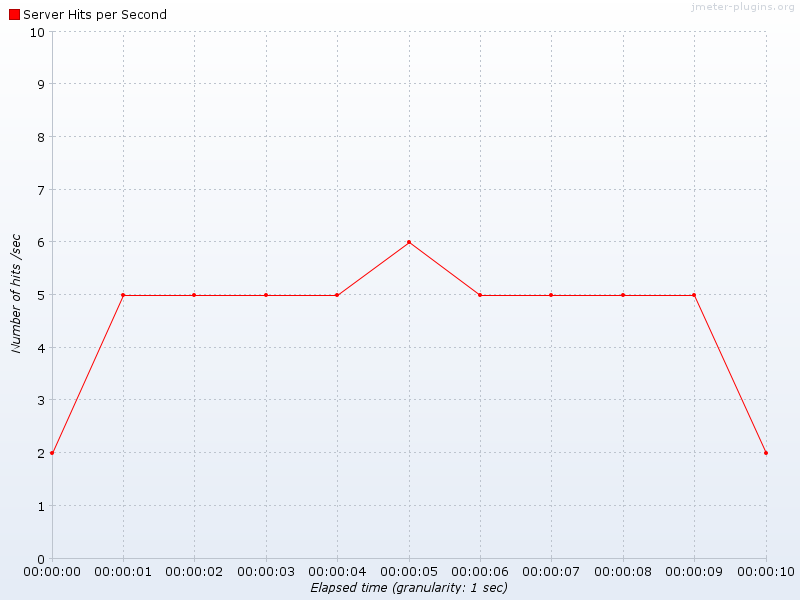 jmeter-plugins.org
Server Hits per Second
10
9
8
7
6
5
4
3
2
1
0
Number of hits /sec
00:00:00 00:00:01 00:00:02 00:00:03 00:00:04 00:00:05 00:00:06 00:00:07 00:00:08 00:00:09 00:00:10
Elapsed time (granularity: 1 sec)